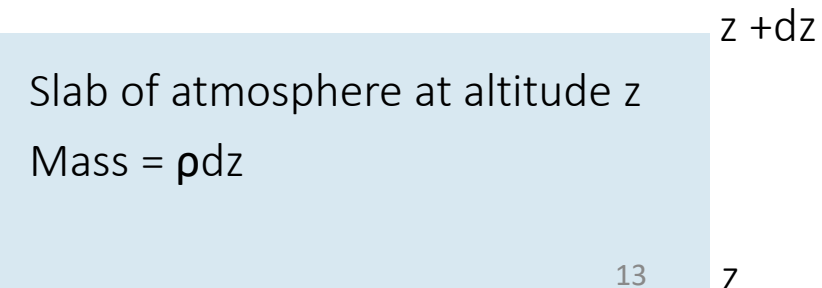 z +dz
Slab of atmosphere at altitude z
Mass = ρdz
13
z